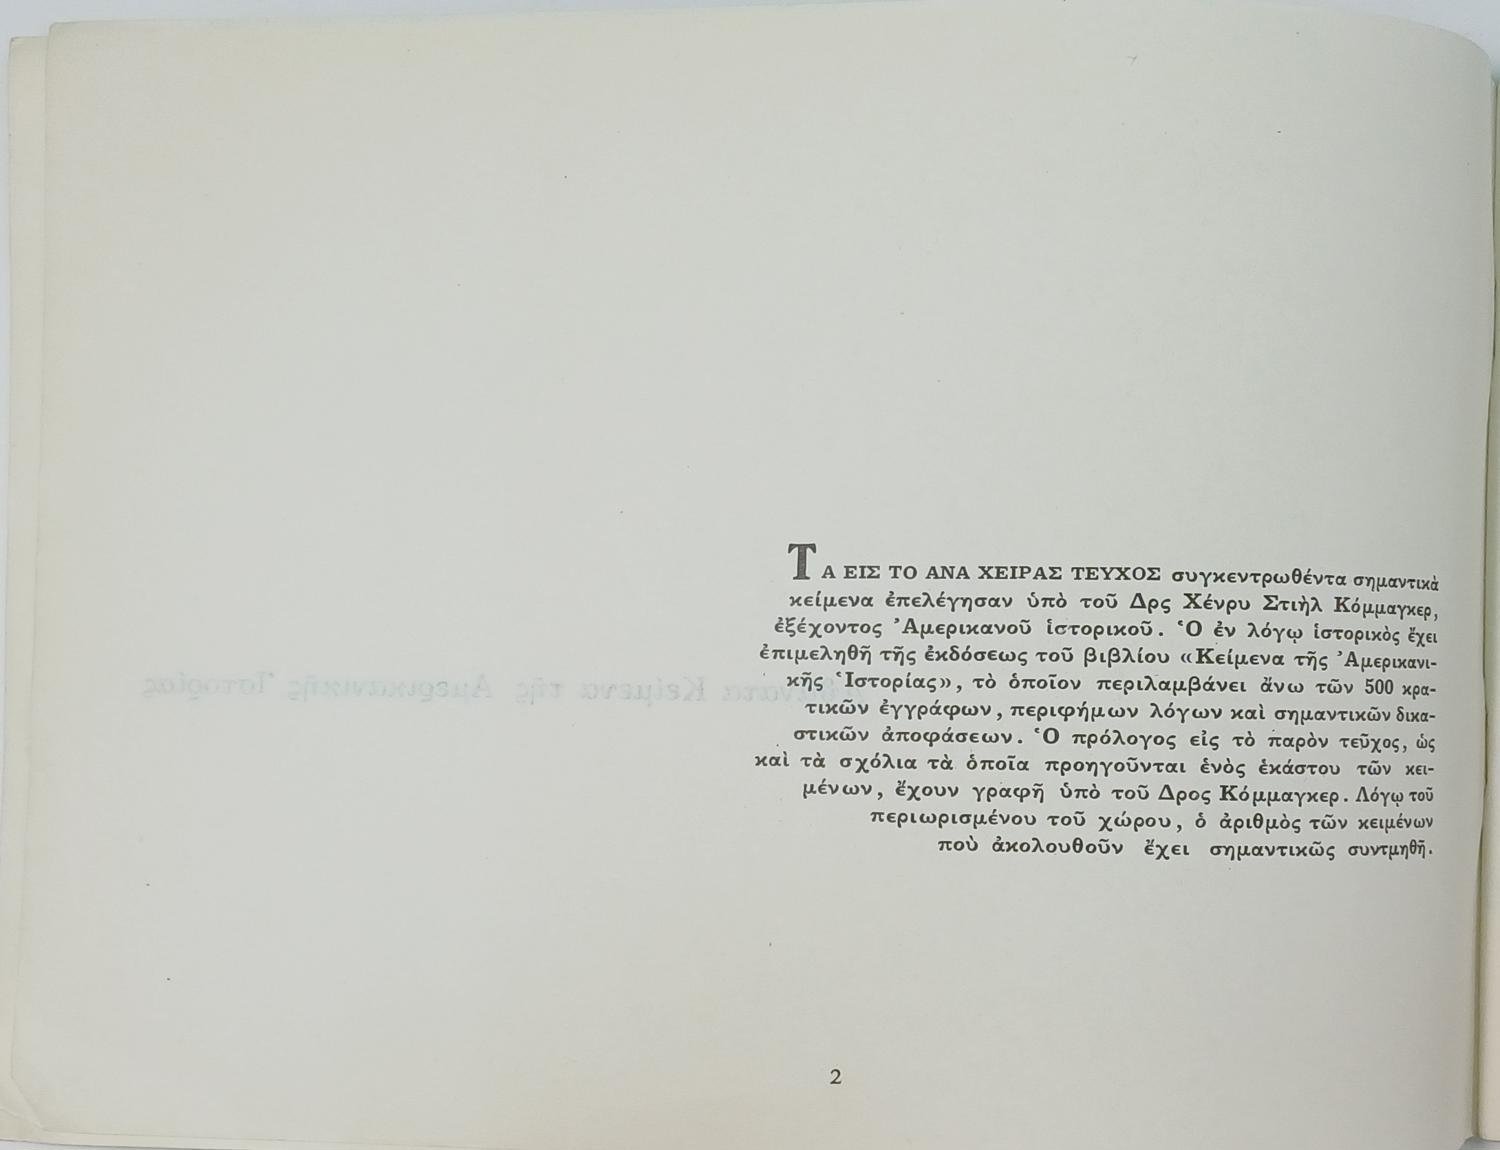 ΤΑ ΕΙΣ ΤΟ ΑΝΑ ΧΕΙΡΑΣ ΤΕΥΧΟΣ συγκεντρωθέντα σημαντικὰ
κείμενα ἐπελέγησαν ὑπὸ τοῦ Δρς Χένρυ Στιὴλ Κόμμαγκερ,
ἐξέχοντος Ἀμερικανοῦ ἱστορικοῦ. Ὁ ἐν λόγῳ ἱστορικὸς ἔχει
ἐπιμεληθῆ τῆς ἐκδόσεως τοῦ βιβλίου «Κείμενα τῆς Ἀμερικανι-
κῆς Ἱστορίας», τὸ ὁποῖον περιλαμβάνει ἄνω τῶν 500 κρα-
τικῶν ἐγγράφων, περιφήμων λόγων καὶ σημαντικῶν δικα-
στικῶν ἀποφάσεων. Ὁ πρόλογος εἰς τὸ παρὸν τεῦχος, ὡς
καὶ τὰ σχόλια τὰ ὁποῖα προηγοῦνται ἑνὸς ἑκάστου τῶν κει-
μένων, ἔχουν γραφῆ ὑπὸ τοῦ Δρος Κόμμαγκερ. Λόγῳ τοῦ
περιωρισμένου τοῦ χώρου, ὁ ἀριθμὸς τῶν κειμένων
ποὺ ἀκολουθοῦν ἔχει σημαντικῶς συντμηθῆ.
2